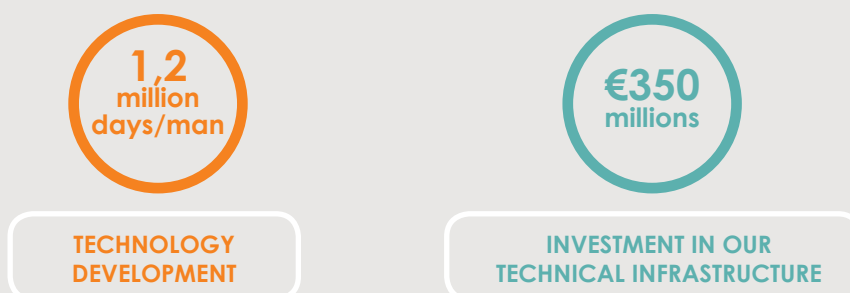 1,2
million
days/man
€350
millions
TECHNOLOGY
DEVELOPMENT
INVESTMENT IN OUR
TECHNICAL INFRASTRUCTURE